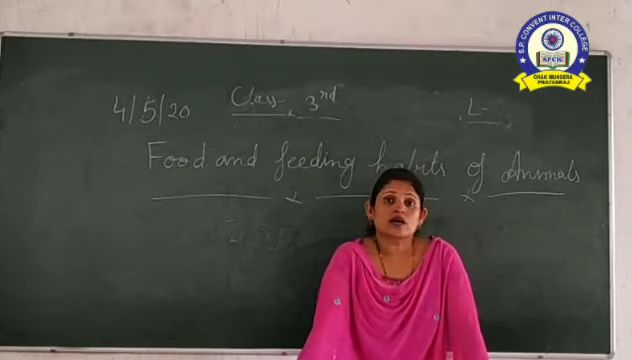 S.P. CONVENT INTER COLLEGE
SPCIC
CHAK MUNDERA
PRAYAGRAJ
4/5/20 Class- 3rd L-
Food and feeding habits of Animals